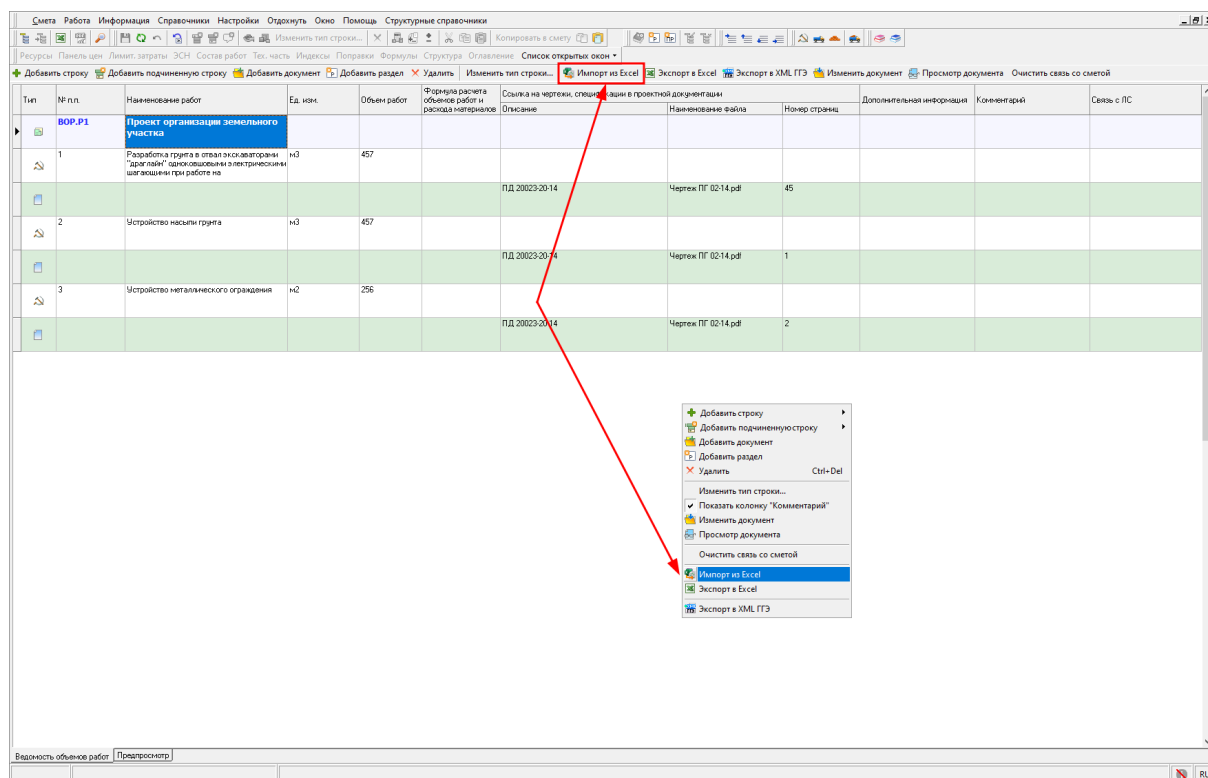 Смета Работа Информация Справочники Настройки Отдохнуть Окно Помощь Структурные справочники
Изменить тип строки... Копировать в смету
Ресурсы Панель цен Лимит. затраты ЭСН Состав работ Тех. часть Индексы Поправки Формулы Структура Оглавление Список открытых окон
Добавить строку Добавить подчиненную строку Добавить документ Добавить раздел Удалить Изменить тип строки... Импорт из Excel Экспорт в Excel Экспорт в XML ГГЭ Изменить документ Просмотр документа Очистить связь со сметой
Тип № п.п. Наименование работ Ед. изм. Объем работ Формула расчета объемов работ и расхода материалов Ссылка на чертежи, спецификации в проектной документации Дополнительная информация Комментарий Связь с ЛС
Описание Наименование файла Номер страниц
ВОР.Р1 Проект организации земельного
участка
1 Разработка грунта в отвал экскаваторами м3 457
"драглайн" одноковшовыми электрическими
шагающими при работе на
ПД 20023-20-14 Чертеж ПГ 02-14.pdf 45
2 Устройство насыпи грунта м3 457
ПД 20023-20-14 Чертеж ПГ 02-14.pdf 1
3 Устройство металлического ограждения м2 256
ПД 20023-20-14 Чертеж ПГ 02-14.pdf 2
Добавить строку
Добавить подчиненную строку
Добавить документ
Добавить раздел
Удалить Ctrl+Del
Изменить тип строки...
Показать колонку "Комментарий"
Изменить документ
Просмотр документа
Очистить связь со сметой
Импорт из Excel
Экспорт в Excel
Экспорт в XML ГГЭ
Ведомость объемов работ Предпросмотр
RU